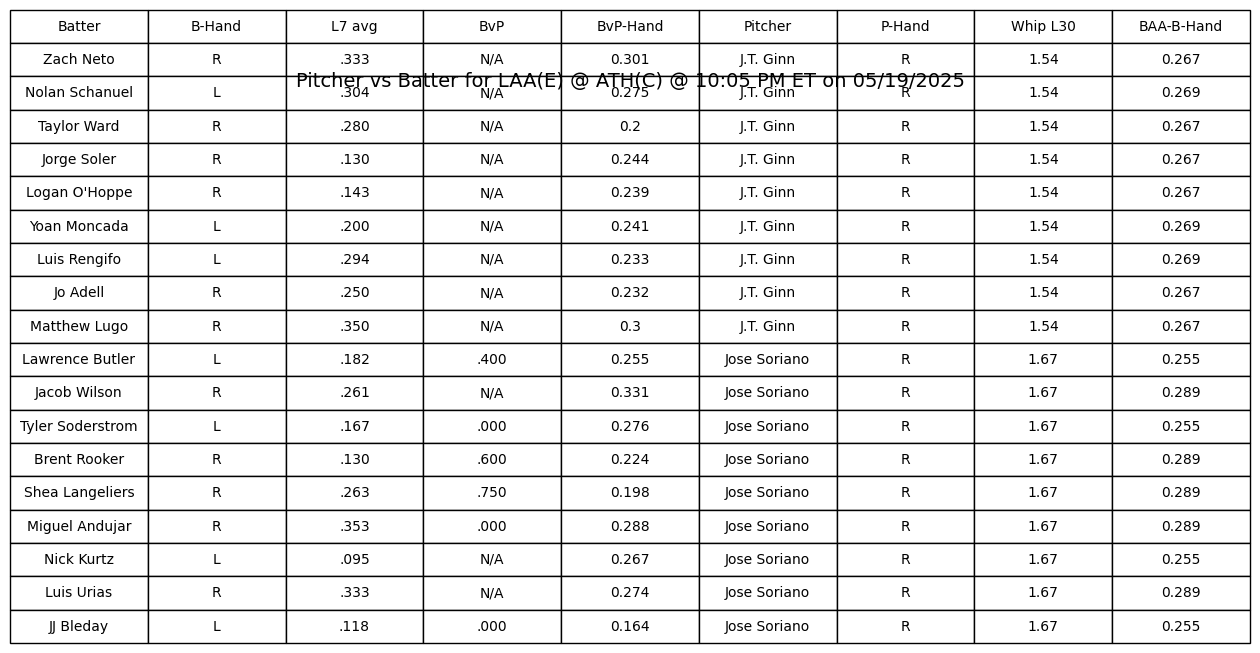 Batter B-Hand L7 avg BvP BvP-Hand Pitcher P-Hand Whip L30 BAA-B-Hand
Zach Neto R .333 N/A 0.301 J.T. Ginn R 1.54 0.267
Pitcher vs Batter for LAA(E) @ ATH(C) @ 10:05 PM ET on 05/19/2025
Nolan Schanuel L .304 N/A 0.275 J.T. Ginn R 1.54 0.269
Taylor Ward R .280 N/A 0.2 J.T. Ginn R 1.54 0.267
Jorge Soler R .130 N/A 0.244 J.T. Ginn R 1.54 0.267
Logan O'Hoppe R .143 N/A 0.239 J.T. Ginn R 1.54 0.267
Yoan Moncada L .200 N/A 0.241 J.T. Ginn R 1.54 0.269
Luis Rengifo L .294 N/A 0.233 J.T. Ginn R 1.54 0.269
Jo Adell R .250 N/A 0.232 J.T. Ginn R 1.54 0.267
Matthew Lugo R .350 N/A 0.3 J.T. Ginn R 1.54 0.267
Lawrence Butler L .182 .400 0.255 Jose Soriano R 1.67 0.255
Jacob Wilson R .261 N/A 0.331 Jose Soriano R 1.67 0.289
Tyler Soderstrom L .167 .000 0.276 Jose Soriano R 1.67 0.255
Brent Rooker R .130 .600 0.224 Jose Soriano R 1.67 0.289
Shea Langeliers R .263 .750 0.198 Jose Soriano R 1.67 0.289
Miguel Andujar R .353 .000 0.288 Jose Soriano R 1.67 0.289
Nick Kurtz L .095 N/A 0.267 Jose Soriano R 1.67 0.255
Luis Urias R .333 N/A 0.274 Jose Soriano R 1.67 0.289
JJ Bleday L .118 .000 0.164 Jose Soriano R 1.67 0.255